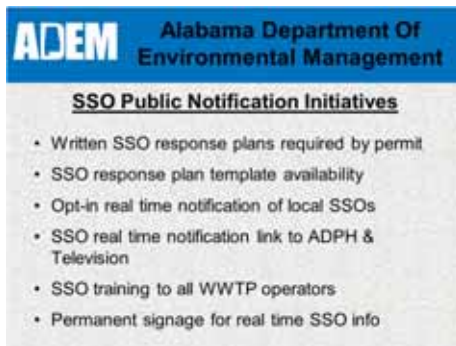 ADEM
Alabama Department Of
Environmental Management
SSO Public Notification Initiatives
• Written SSO response plans required by permit
• SSO response plan template availability
• Opt-in real time notification of local SSOs
• SSO real time notification link to ADPH &
Television
• SSO training to all WWTP operators
• Permanent signage for real time SSO info